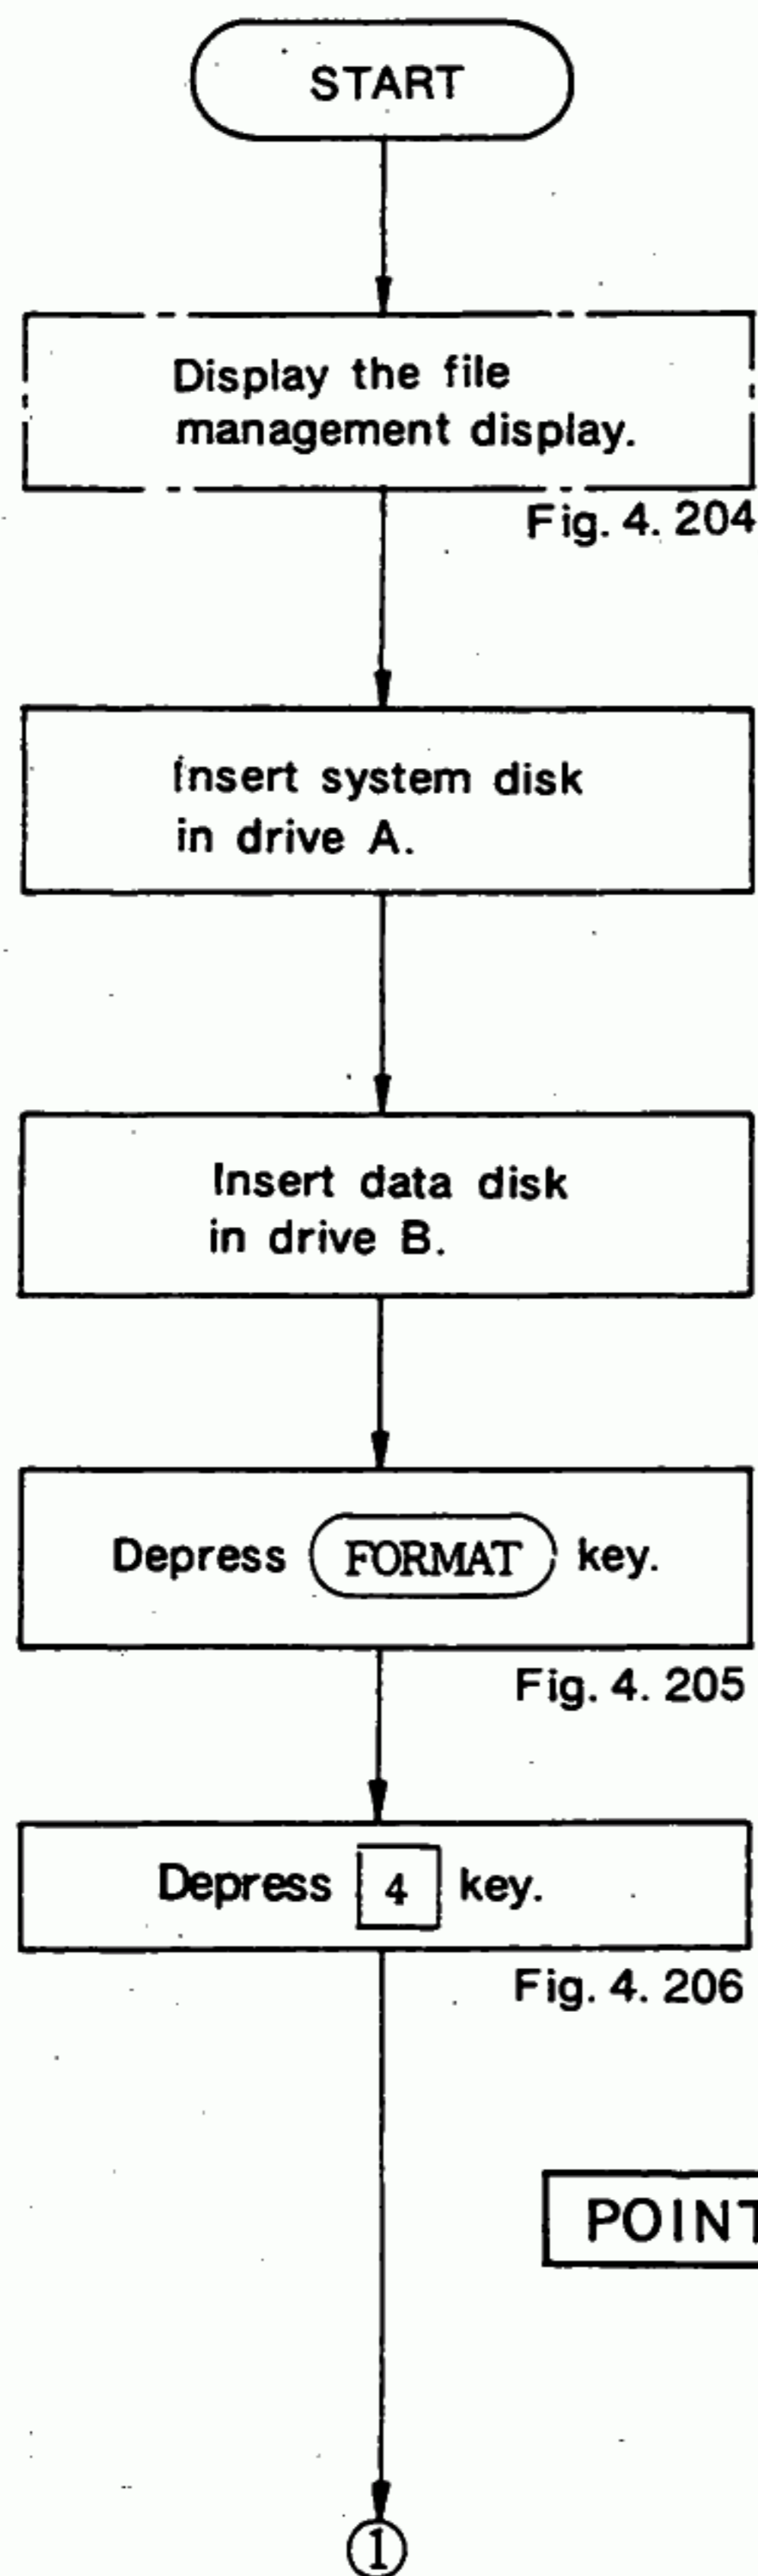 START
Display the file
management display.
Fig. 4. 204
Insert system disk
in drive A.
Insert data disk
in drive B.
Depress FORMAT key.
Fig. 4. 205
Depress 4 key.
Fig. 4. 206
POINT
1